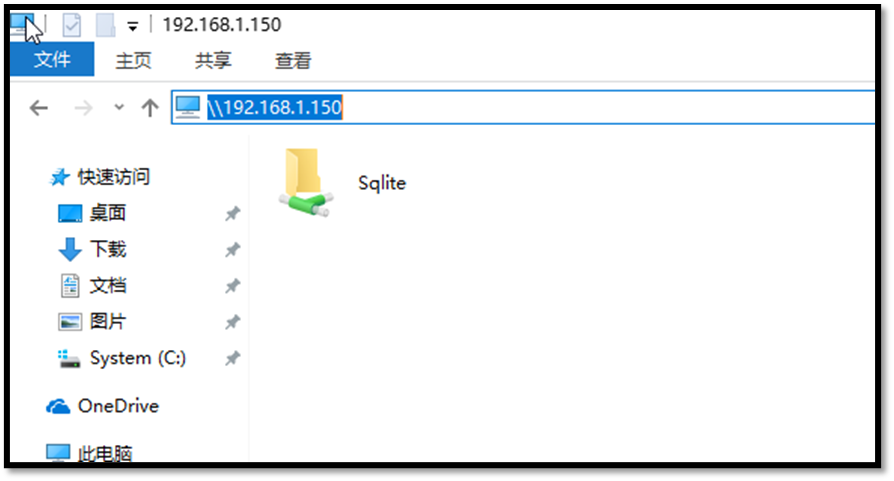 192.168.1.150
文件 主页 共享 查看
\\192.168.1.150
快速访问
Sqlite
桌面
下载
文档
图片
System (C:)
OneDrive
此电脑